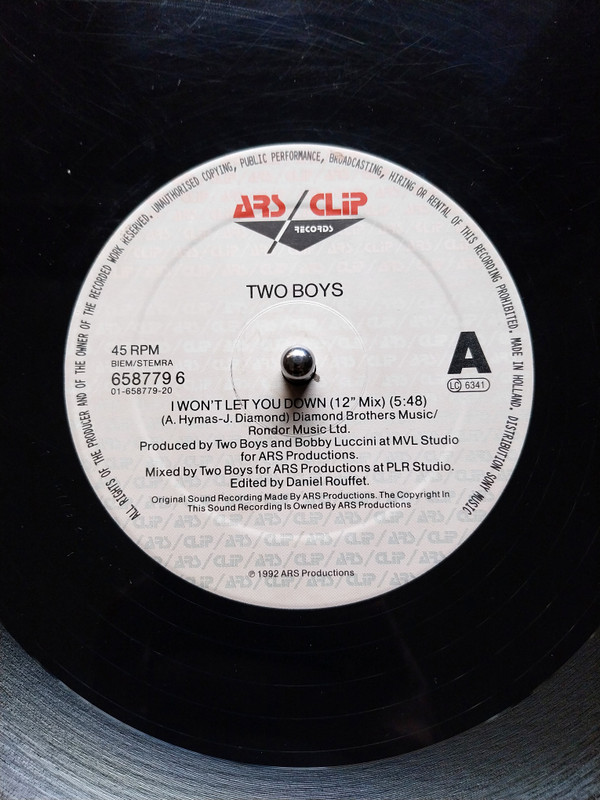 ALL RIGHTS OF THE PRODUCER AND OF THE OWNER OF THE RECORDED WORK RESERVED. UNAUTHORISED COPYING, PUBLIC PERFORMANCE, BROADCASTING, HIRING OR RENTAL OF THIS RECORDING PROHIBITED. MADE IN HOLLAND. DISTRIBUTION SONY MUSIC
ARS/CLIP
RECORDS
TWO BOYS
45 RPM
BIEM/STEMRA
658779 6
01-658779-20
A
LC 6341
I WON'T LET YOU DOWN (12" Mix) (5:48)
(A. Hymas-J. Diamond) Diamond Brothers Music/
Rondor Music Ltd.
Produced by Two Boys and Bobby Luccini at MVL Studio
for ARS Productions.
Mixed by Two Boys for ARS Productions at PLR Studio.
Edited by Daniel Rouffet.
Original Sound Recording Made By ARS Productions. The Copyright In
This Sound Recording Is Owned By ARS Productions
℗ 1992 ARS Productions